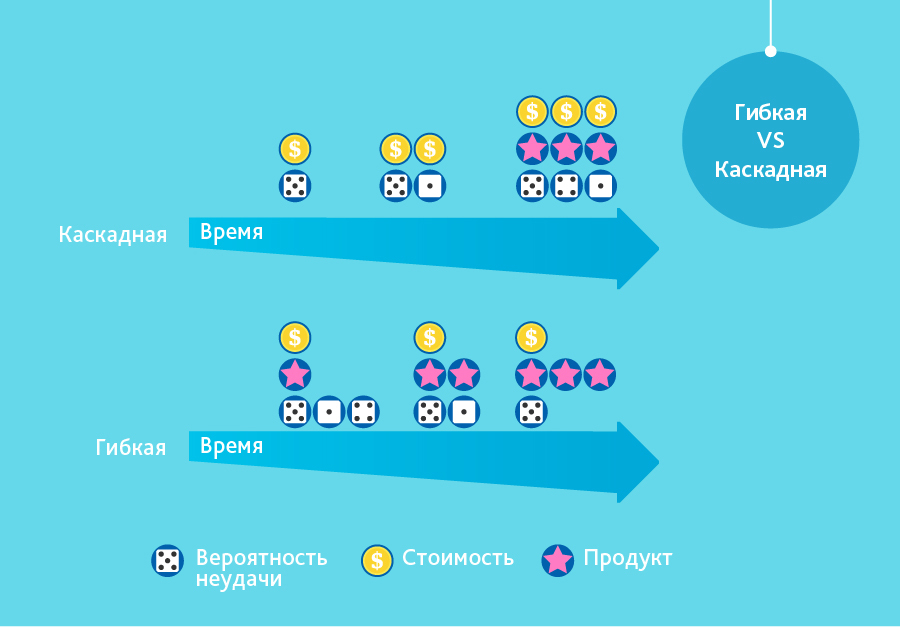 Гибкая
VS
Каскадная
$
$ $
$ $ $
Каскадная
Время
$
$
$
Гибкая
Время
Вероятность
неудачи
$
Стоимость
Продукт